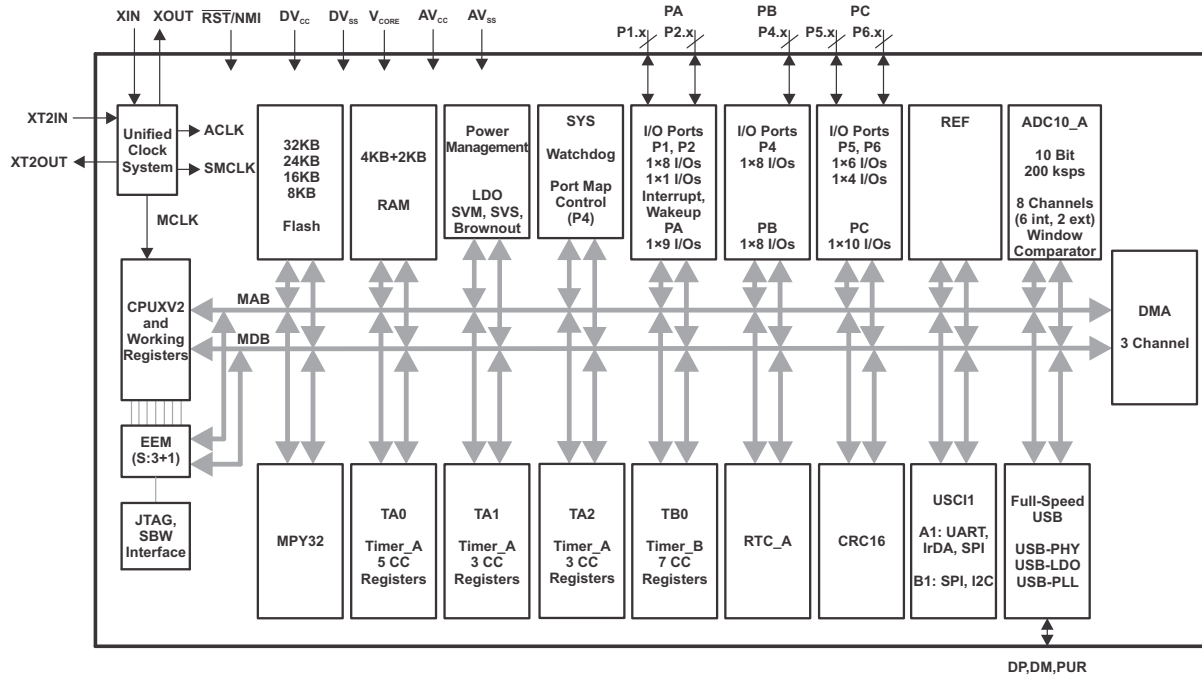 XIN XOUT RST/NMI DVCC DVSS VCORE AVCC AVSS
PA PB PC
P1.x P2.x P4.x P5.x P6.x
XT2IN
XT2OUT
Unified
Clock
System
ACLK
SMCLK
MCLK
32KB
24KB
16KB
8KB
Flash
4KB+2KB
RAM
Power
Management
LDO
SVM, SVS,
Brownout
SYS
Watchdog
Port Map
Control
(P4)
I/O Ports
P1, P2
1×8 I/Os
1×1 I/Os
Interrupt,
Wakeup
PA
1×9 I/Os
I/O Ports
P4
1×8 I/Os
PB
1×8 I/Os
I/O Ports
P5, P6
1×6 I/Os
1×4 I/Os
PC
1×10 I/Os
REF
ADC10_A
10 Bit
200 ksps
8 Channels
(6 int, 2 ext)
Window
Comparator
CPUXV2
and
Working
Registers
MAB
MDB
DMA
3 Channel
EEM
(S:3+1)
JTAG,
SBW
Interface
MPY32
TA0
Timer_A
5 CC
Registers
TA1
Timer_A
3 CC
Registers
TA2
Timer_A
3 CC
Registers
TB0
Timer_B
7 CC
Registers
RTC_A
CRC16
USCI1
A1: UART,
IrDA, SPI
B1: SPI, I2C
Full-Speed
USB
USB-PHY
USB-LDO
USB-PLL
DP,DM,PUR